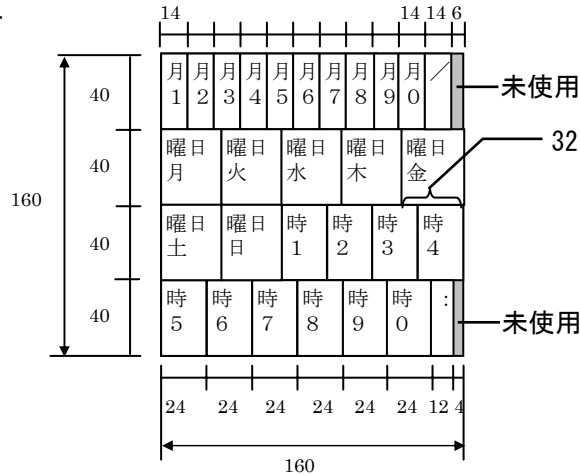 14 14 14 6
月 月 月 月 月 月 月 月 月 月 /
1 2 3 4 5 6 7 8 9 0
未使用
40
曜日 曜日 曜日 曜日 曜日
月 火 水 木 金
32
40
160
曜日 曜日 時 時 時 時
土 日 1 2 3 4
40
時 時 時 時 時 時 :
5 6 7 8 9 0
未使用
40
24 24 24 24 24 24 12 4
160